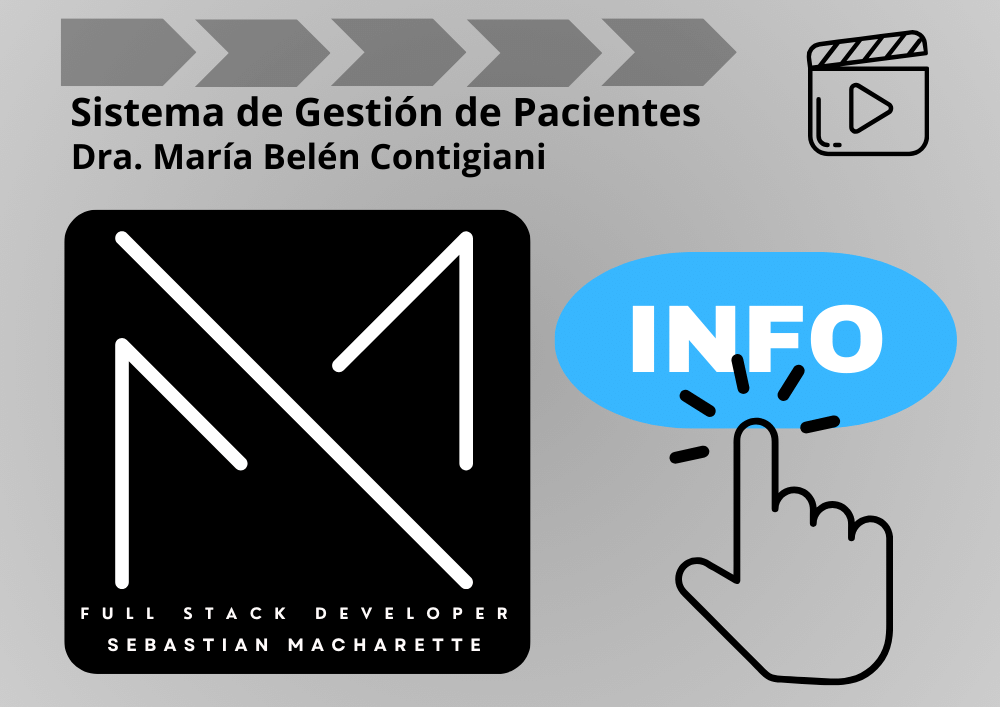 Sistema de Gestión de Pacientes
Dra. María Belén Contigiani
INFO
FULL STACK DEVELOPER
SEBASTIAN MACHARETTE